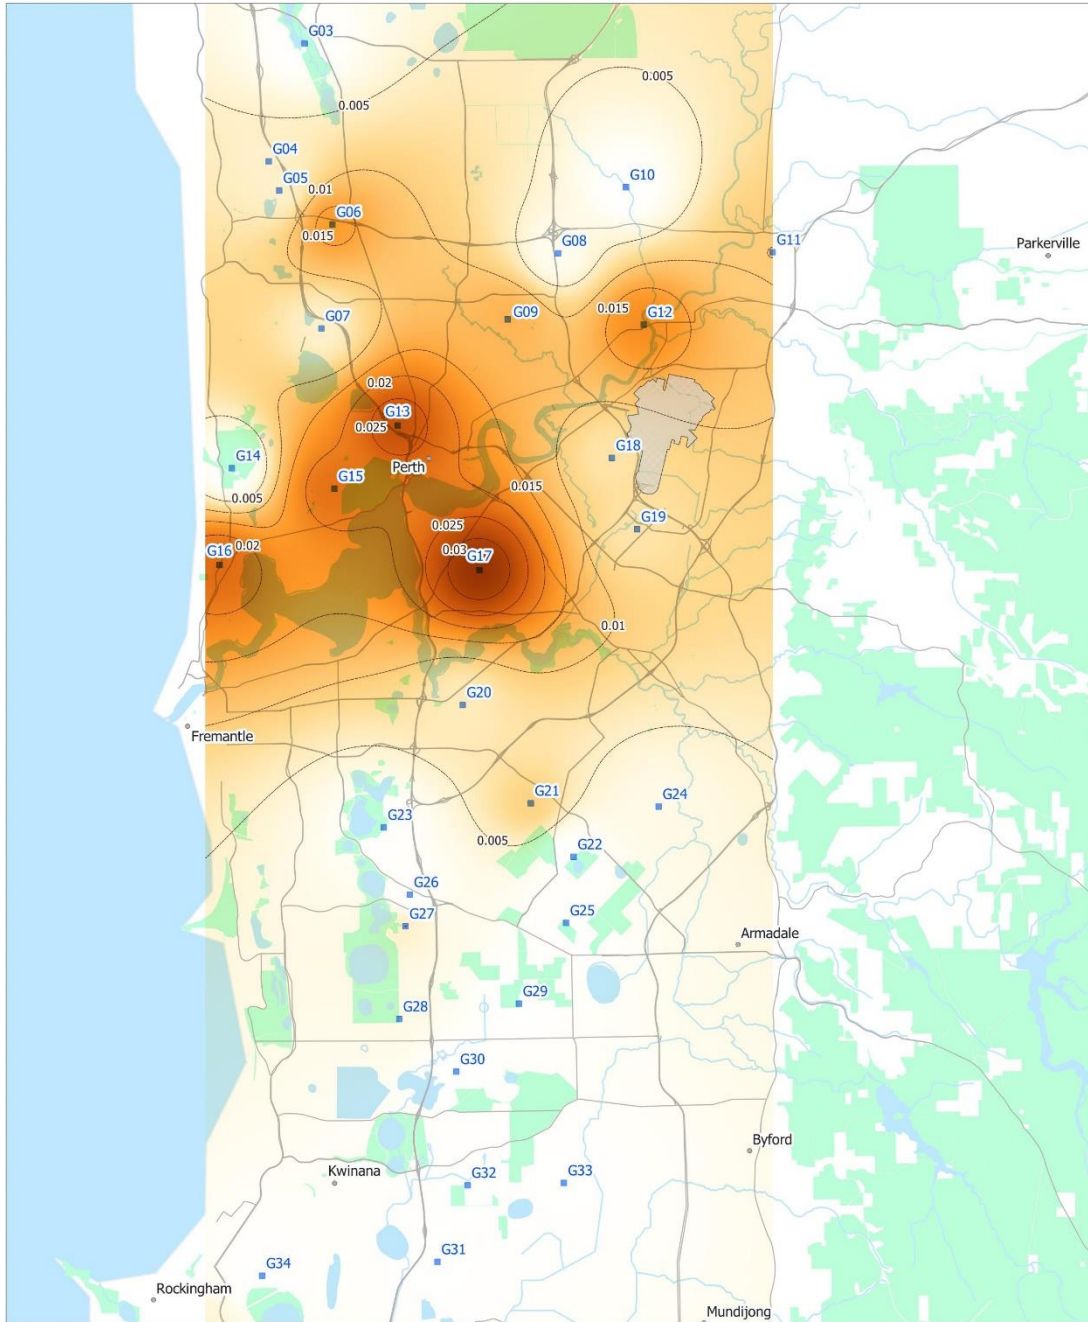 G03
0.005
0.005
G04
G05
0.01
G10
G06
0.015
G08
G11
Parkerville
G07
G09
0.015
G12
0.02
G13
0.025
G18
G14
Perth
G15
0.005
0.015
0.025
G19
G16
0.02
0.03
G17
0.01
G20
Fremantle
G21
G24
G23
0.005
G22
G26
G25
G27
Armadale
G29
G28
G30
Byford
Kwinana
G32
G33
G31
G34
Rockingham
Mundijong